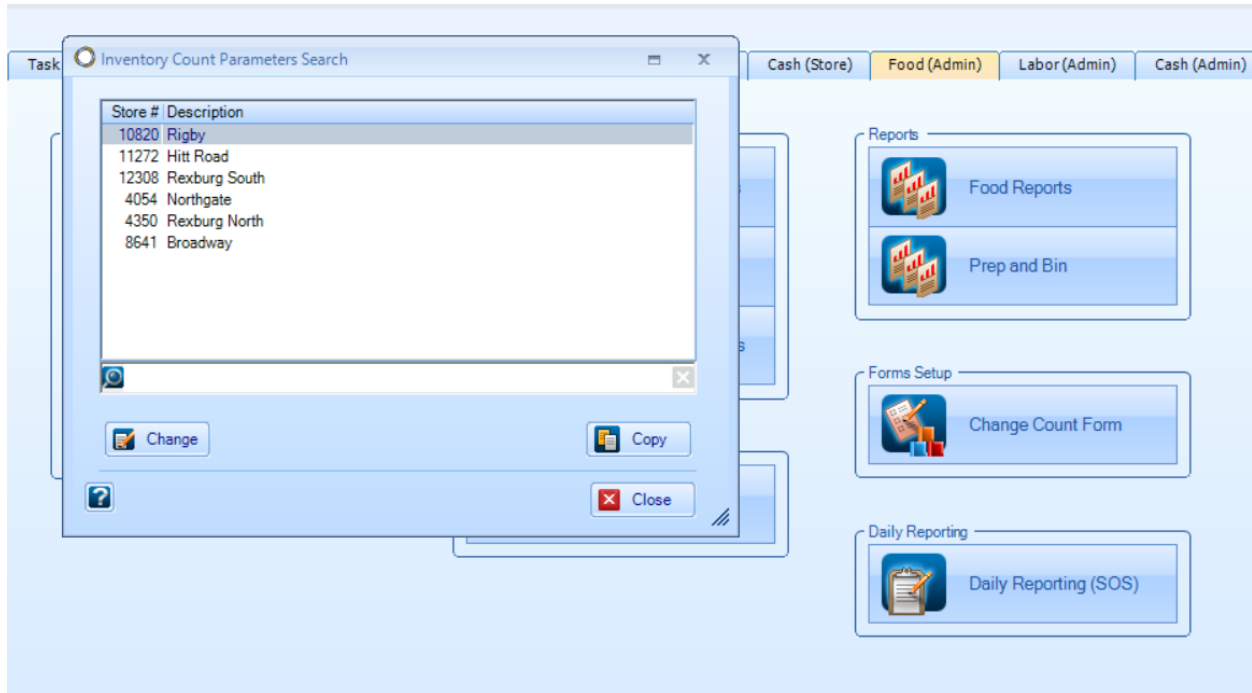 Inventory Count Parameters Search
Task
Cash (Store)
Food (Admin)
Labor (Admin)
Cash (Admin)
Store # Description
10820 Rigby
11272 Hitt Road
12308 Rexburg South
4054 Northgate
4350 Rexburg North
8641 Broadway
Change
Copy
?
Close
Reports
Food Reports
Prep and Bin
s
Forms Setup
Change Count Form
Daily Reporting
Daily Reporting (SOS)